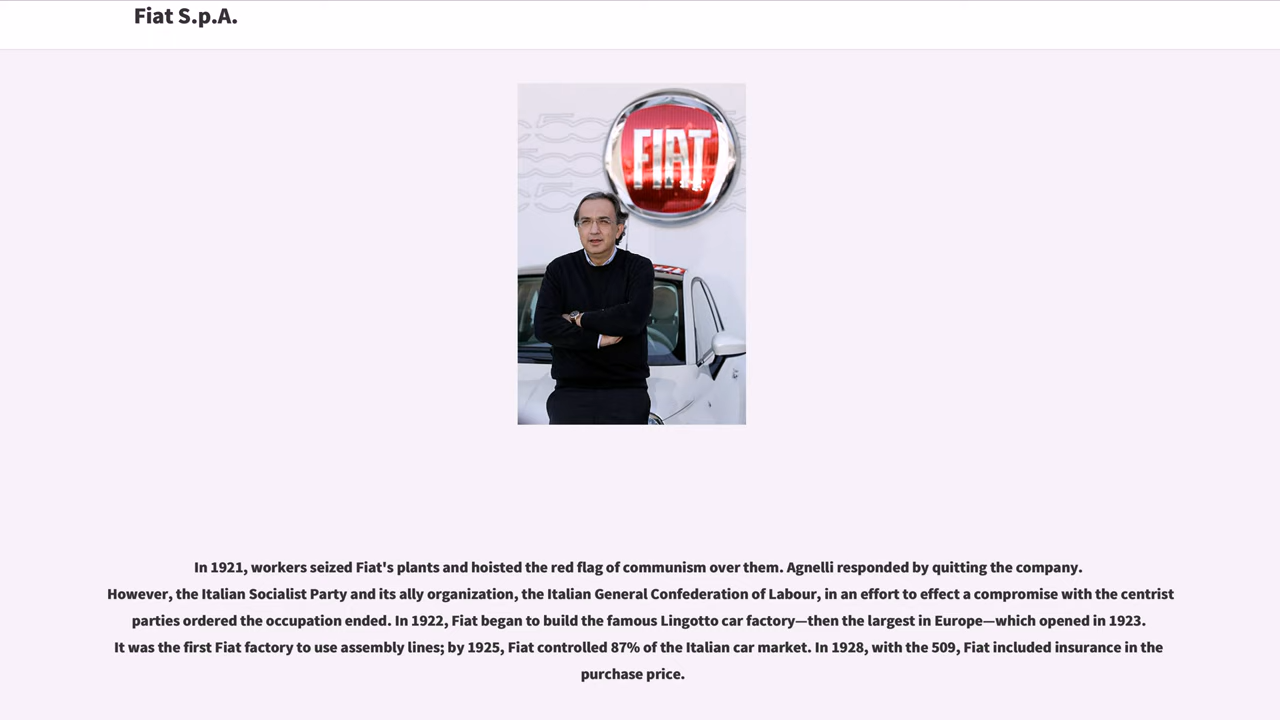 Fiat S.p.A.
FIAT
In 1921, workers seized Fiat's plants and hoisted the red flag of communism over them. Agnelli responded by quitting the company.
However, the Italian Socialist Party and its ally organization, the Italian General Confederation of Labour, in an effort to effect a compromise with the centrist
parties ordered the occupation ended. In 1922, Fiat began to build the famous Lingotto car factory—then the largest in Europe—which opened in 1923.
It was the first Fiat factory to use assembly lines; by 1925, Fiat controlled 87% of the Italian car market. In 1928, with the 509, Fiat included insurance in the
purchase price.